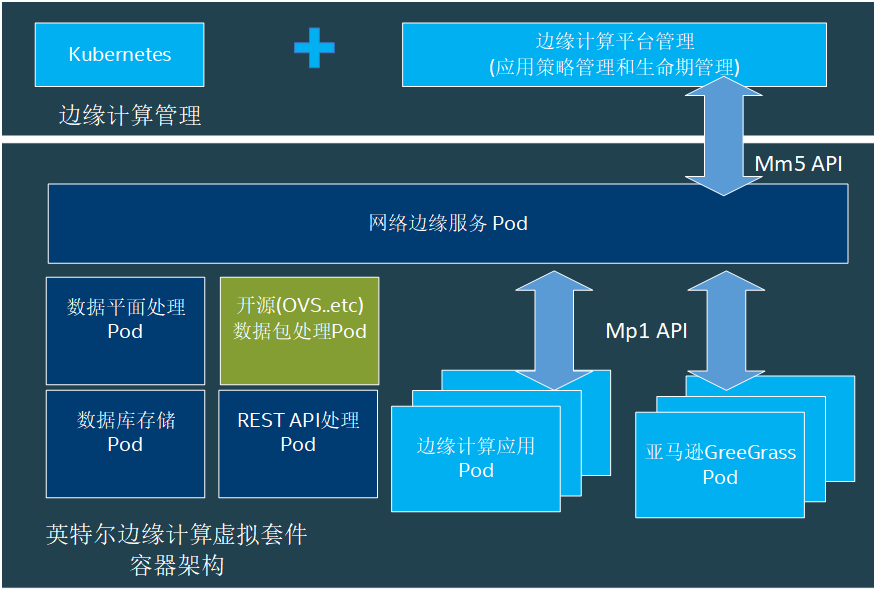 Kubernetes
边缘计算平台管理
(应用策略管理和生命期管理)
边缘计算管理
Mm5 API
网络边缘服务 Pod
数据平面处理
Pod
开源(OVS..etc)
数据包处理Pod
Mp1 API
数据库存储
Pod
REST API处理
Pod
边缘计算应用
Pod
亚马逊GreeGrass
Pod
英特尔边缘计算虚拟套件
容器架构